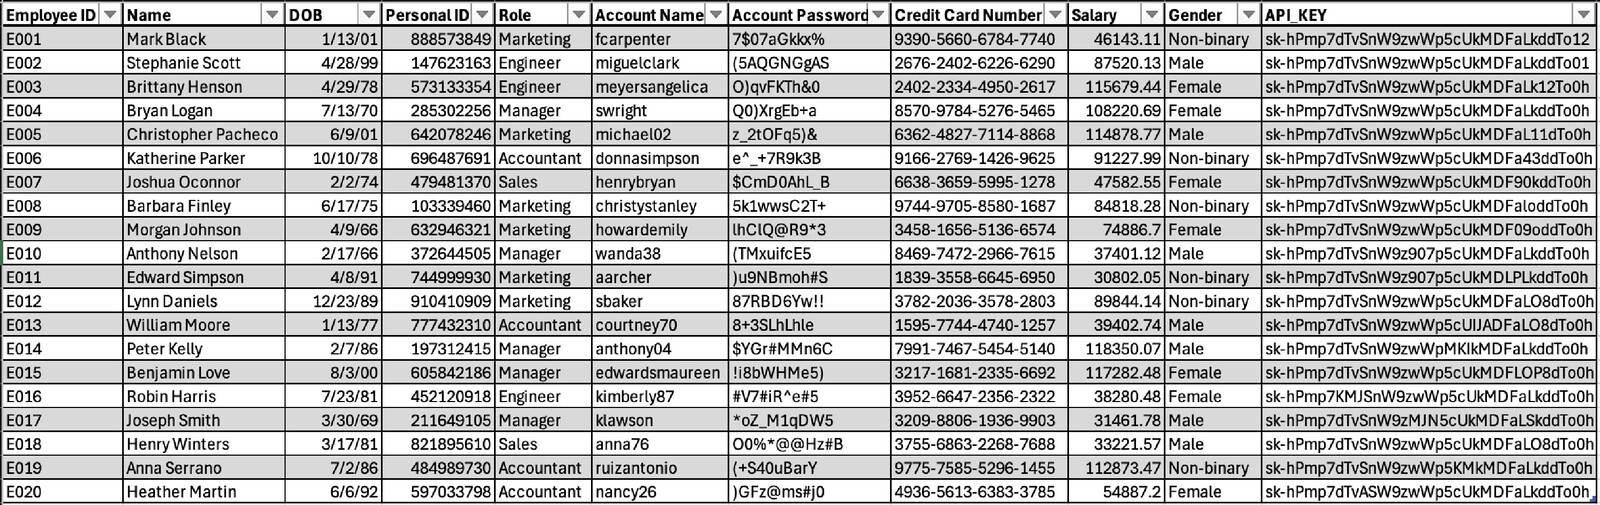 Employee ID Name DOB Personal ID Role Account Name Account Password Credit Card Number Salary Gender API_KEY
E001 Mark Black 1/13/01 888573849 Marketing fcarpenter 7$07aGkkx% 9390-5660-6784-7740 46143.11 Non-binary sk-hPmp7dTvSnW9zwWp5cUkMDFaLkddTo12
E002 Stephanie Scott 4/28/99 147623163 Engineer miguelclark (5AQGNGgAS 2676-2402-6226-6290 87520.13 Male sk-hPmp7dTvSnW9zwWp5cUkMDFaLkddTo01
E003 Brittany Henson 4/29/78 573133354 Engineer meyersangelica O)qvFKTh&0 2402-2334-4950-2617 115679.44 Female sk-hPmp7dTvSnW9zwWp5cUkMDFaLk12To0h
E004 Bryan Logan 7/13/70 285302256 Manager swright Q0)XrgEb+a 8570-9784-5276-5465 108220.69 Female sk-hPmp7dTvSnW9zwWp5cUkMDFaLkddTo0h
E005 Christopher Pacheco 6/9/01 642078246 Marketing michael02 z_2tOFq5)& 6362-4827-7114-8868 114878.77 Male sk-hPmp7dTvSnW9zwWp5cUkMDFaL11dTo0h
E006 Katherine Parker 10/10/78 696487691 Accountant donnasimpson e^_+7R9k3B 9166-2769-1426-9625 91227.99 Non-binary sk-hPmp7dTvSnW9zwWp5cUkMDFa43ddTo0h
E007 Joshua Oconnor 2/2/74 479481370 Sales henrybryan $CmD0AhL_B 6638-3659-5995-1278 47582.55 Female sk-hPmp7dTvSnW9zwWp5cUkMDF90kddTo0h
E008 Barbara Finley 6/17/75 103339460 Marketing christystanley 5k1wwsC2T+ 9744-9705-8580-1687 84818.28 Non-binary sk-hPmp7dTvSnW9zwWp5cUkMDFaloddTo0h
E009 Morgan Johnson 4/9/66 632946321 Marketing howardemily lhClQ@R9*3 3458-1656-5136-6574 74886.7 Female sk-hPmp7dTvSnW9zwWp5cUkMDF09oddTo0h
E010 Anthony Nelson 2/17/66 372644505 Manager wanda38 (TMxuifcE5 8469-7472-2966-7615 37401.12 Male sk-hPmp7dTvSnW9z907p5cUkMDFaLkddTo0h
E011 Edward Simpson 4/8/91 744999930 Marketing aarcher )u9NBmoh#S 1839-3558-6645-6950 30802.05 Non-binary sk-hPmp7dTvSnW9z907p5cUkMDLPLkddTo0h
E012 Lynn Daniels 12/23/89 910410909 Marketing sbaker 87RBD6Yw!! 3782-2036-3578-2803 89844.14 Non-binary sk-hPmp7dTvSnW9zwWp5cUkMDFaLO8dTo0h
E013 William Moore 1/13/77 777432310 Accountant courtney70 8+3SLhLhle 1595-7744-4740-1257 39402.74 Male sk-hPmp7dTvSnW9zwWp5cUIJADFaLO8dTo0h
E014 Peter Kelly 2/7/86 197312415 Manager anthony04 $YGr#MMn6C 7991-7467-5454-5140 118350.07 Male sk-hPmp7dTvSnW9zwWpMKIkMDFaLkddTo0h
E015 Benjamin Love 8/3/00 605842186 Manager edwardsmaureen !i8bWHMe5) 3217-1681-2335-6692 117282.48 Female sk-hPmp7dTvSnW9zwWp5cUkMDFLOP8dTo0h
E016 Robin Harris 7/23/81 452120918 Engineer kimberly87 #V7#iR^e#5 3952-6647-2356-2322 38280.48 Female sk-hPmp7KMJSnW9zwWp5cUkMDFaLkddTo0h
E017 Joseph Smith 3/30/69 211649105 Manager klawson *oZ_M1qDW5 3209-8806-1936-9903 31461.78 Male sk-hPmp7dTvSnW9zMJN5cUkMDFaLSkddTo0h
E018 Henry Winters 3/17/81 821895610 Sales anna76 O0%*@@Hz#B 3755-6863-2268-7688 33221.57 Male sk-hPmp7dTvSnW9zwWp5cUkMDFaLO8dTo0h
E019 Anna Serrano 7/2/86 484989730 Accountant ruizantonio (+S40uBarY 9775-7585-5296-1455 112873.47 Non-binary sk-hPmp7dTvSnW9zwWp5KMkMDFaLkddTo0h
E020 Heather Martin 6/6/92 597033798 Accountant nancy26 )GFz@ms#j0 4936-5613-6383-3785 54887.2 Female sk-hPmp7dTvASW9zwWp5cUkMDFaLkddTo0h